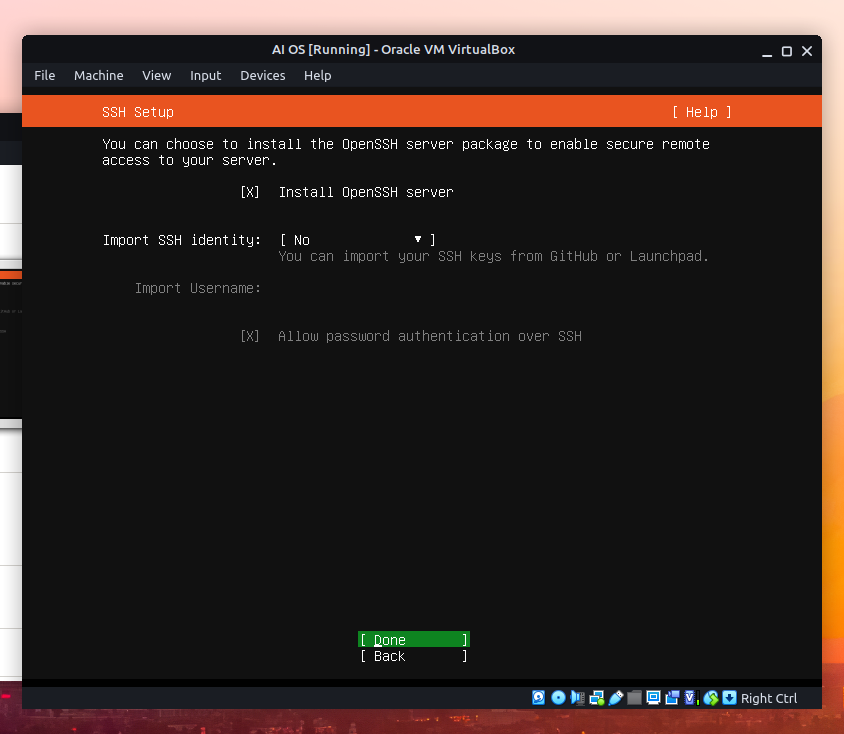 AI OS [Running] - Oracle VM VirtualBox
File Machine View Input Devices Help
SSH Setup [ Help ]
You can choose to install the OpenSSH server package to enable secure remote
access to your server.
[X] Install OpenSSH server
Import SSH identity: [ No ▼ ]
You can import your SSH keys from GitHub or Launchpad.
Import Username:
[X] Allow password authentication over SSH
[ Done ]
[ Back ]
Right Ctrl